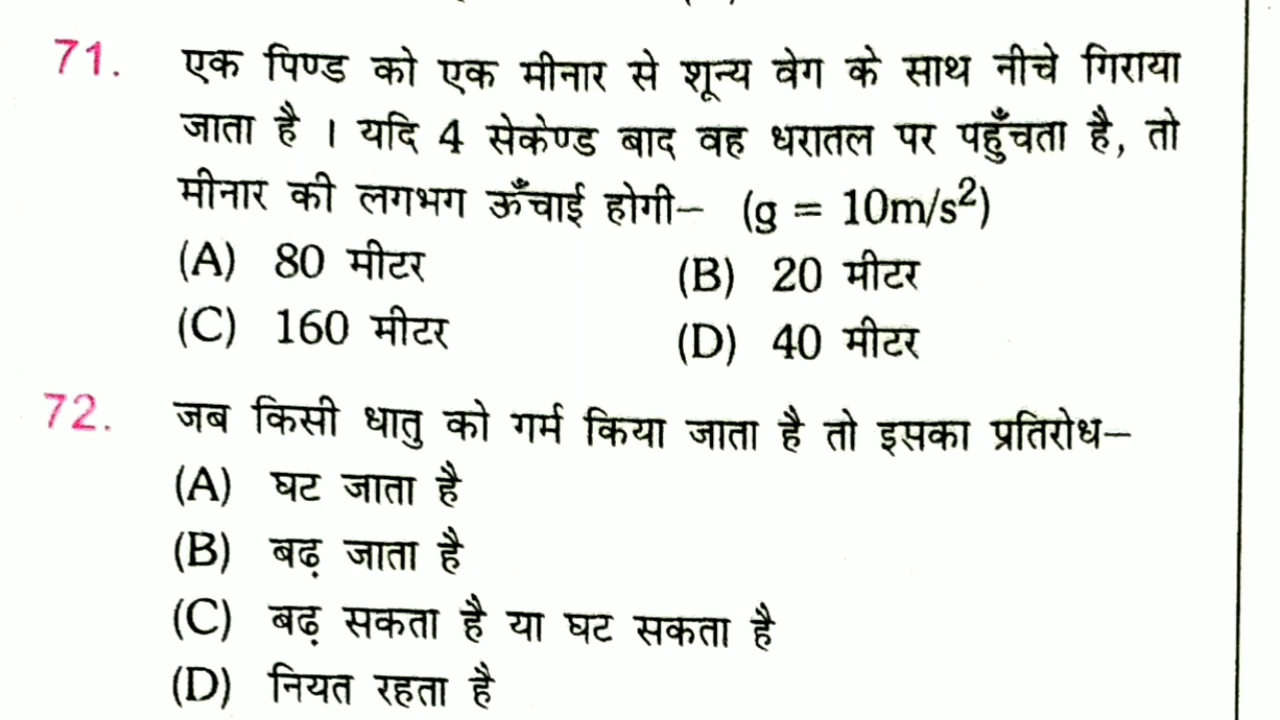 71. एक पिण्ड को एक मीनार से शून्य वेग के साथ नीचे गिराया
जाता है । यदि 4 सेकेण्ड बाद वह धरातल पर पहुँचता है, तो
मीनार की लगभग ऊँचाई होगी– (g = 10m/s²)
(A) 80 मीटर (B) 20 मीटर
(C) 160 मीटर (D) 40 मीटर
72. जब किसी धातु को गर्म किया जाता है तो इसका प्रतिरोध–
(A) घट जाता है
(B) बढ़ जाता है
(C) बढ़ सकता है या घट सकता है
(D) नियत रहता है